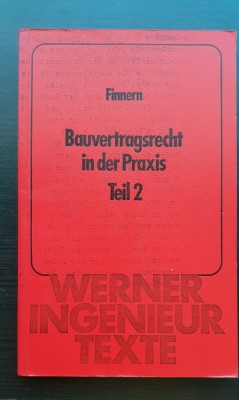 Finnern
Bauvertragsrecht
in der Praxis
Teil 2
WERNER
INGENIEUR
TEXTE